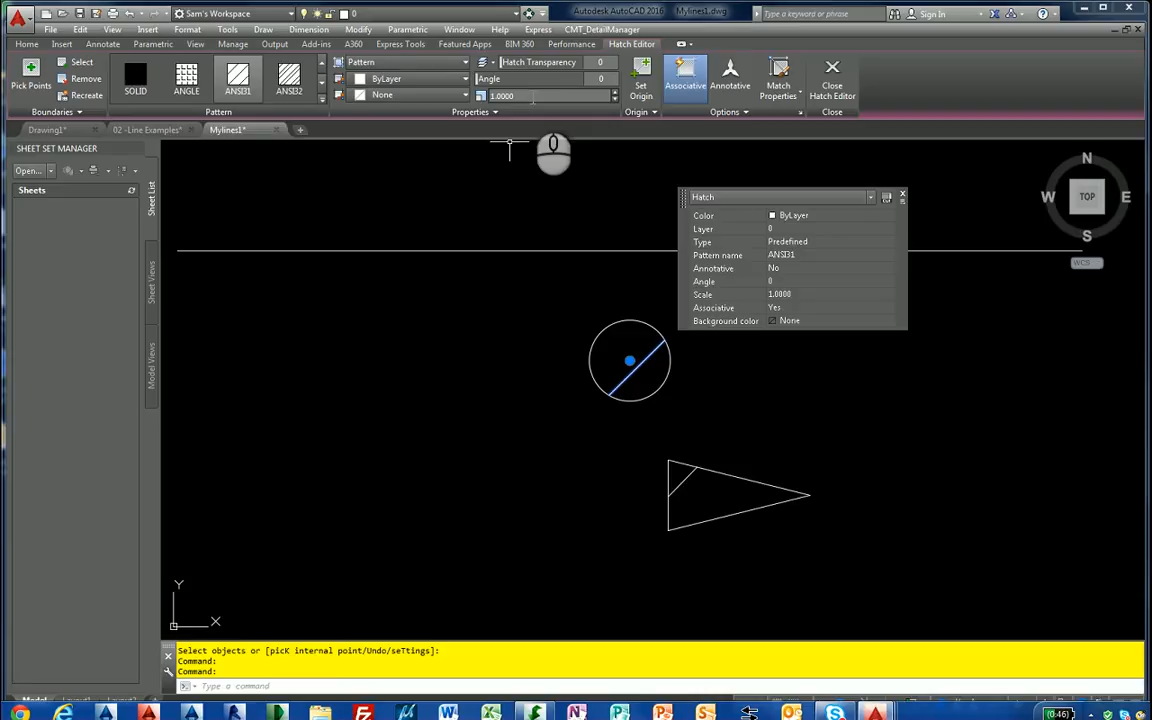 Sam's Workspace 0 Autodesk AutoCAD 2016 Mylines1.dwg Type a keyword or phrase Sign In
File Edit View Insert Format Tools Draw Dimension Modify Parametric Window Help Express CMT_DetailManager
Home Insert Annotate Parametric View Manage Output Add-ins A360 Express Tools Featured Apps BIM 360 Performance Hatch Editor
Pick Points
Select
Remove
Recreate
Boundaries
SOLID ANGLE ANSI31 ANSI32
Pattern
Pattern
ByLayer
None
Hatch Transparency 0
Angle 0
1.0000
Properties
Set
Origin
Origin
Associative Annotative Match
Properties
Options
Close
Hatch Editor
Close
Drawing1* 02 -Line Examples* Mylines1*
SHEET SET MANAGER
Open...
Sheets
Sheet List
Sheet Views
Model Views
Hatch
Color ByLayer
Layer 0
Type Predefined
Pattern name ANSI31
Annotative No
Angle 0
Scale 1.0000
Associative Yes
Background color None
N
W TOP E
S
WCS
Y
X
Select objects or [picK internal point/Undo/seTtings]:
Command:
Command:
Type a command
Model Layout1 Layout2
(0:46)